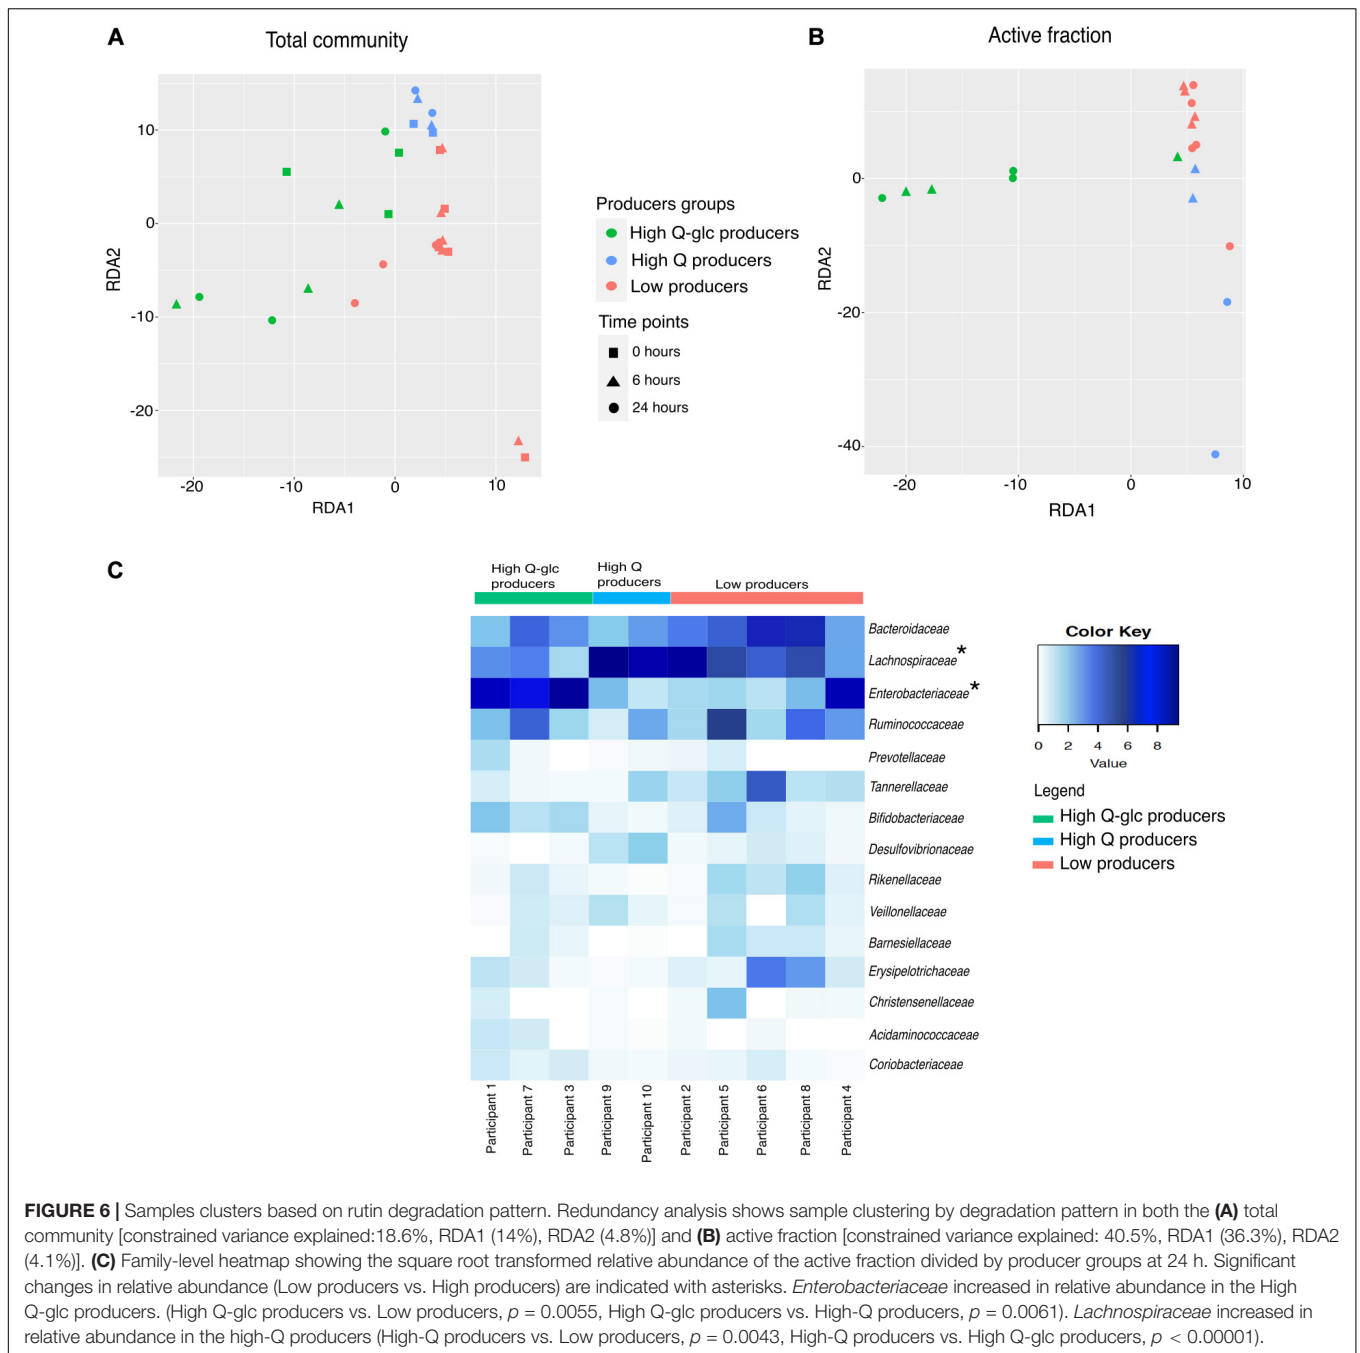 A
Total community
10
0
-10
-20
RDA2
-20
-10
0
10
RDA1
Producers groups
High Q-glc producers
High Q producers
Low producers
Time points
0 hours
6 hours
24 hours
B
Active fraction
0
-20
-40
RDA2
-20
-10
0
10
RDA1
C
High Q-glc
producers
High Q
producers
Low producers
Bacteroidaceae
Lachnospiraceae*
Enterobacteriaceae*
Ruminococcaceae
Prevotellaceae
Tannerellaceae
Bifidobacteriaceae
Desulfovibrionaceae
Rikenellaceae
Veillonellaceae
Barnesiellaceae
Erysipelotrichaceae
Christensenellaceae
Acidaminococcaceae
Coriobacteriaceae
Participant 1
Participant 7
Participant 3
Participant 9
Participant 10
Participant 2
Participant 5
Participant 6
Participant 8
Participant 4
Color Key
0 2 4 6 8
Value
Legend
High Q-glc producers
High Q producers
Low producers
FIGURE 6 | Samples clusters based on rutin degradation pattern. Redundancy analysis shows sample clustering by degradation pattern in both the (A) total
community [constrained variance explained:18.6%, RDA1 (14%), RDA2 (4.8%)] and (B) active fraction [constrained variance explained: 40.5%, RDA1 (36.3%), RDA2
(4.1%)]. (C) Family-level heatmap showing the square root transformed relative abundance of the active fraction divided by producer groups at 24 h. Significant
changes in relative abundance (Low producers vs. High producers) are indicated with asterisks. Enterobacteriaceae increased in relative abundance in the High
Q-glc producers. (High Q-glc producers vs. Low producers, p = 0.0055, High Q-glc producers vs. High-Q producers, p = 0.0061). Lachnospiraceae increased in
relative abundance in the high-Q producers (High-Q producers vs. Low producers, p = 0.0043, High-Q producers vs. High Q-glc producers, p < 0.00001).